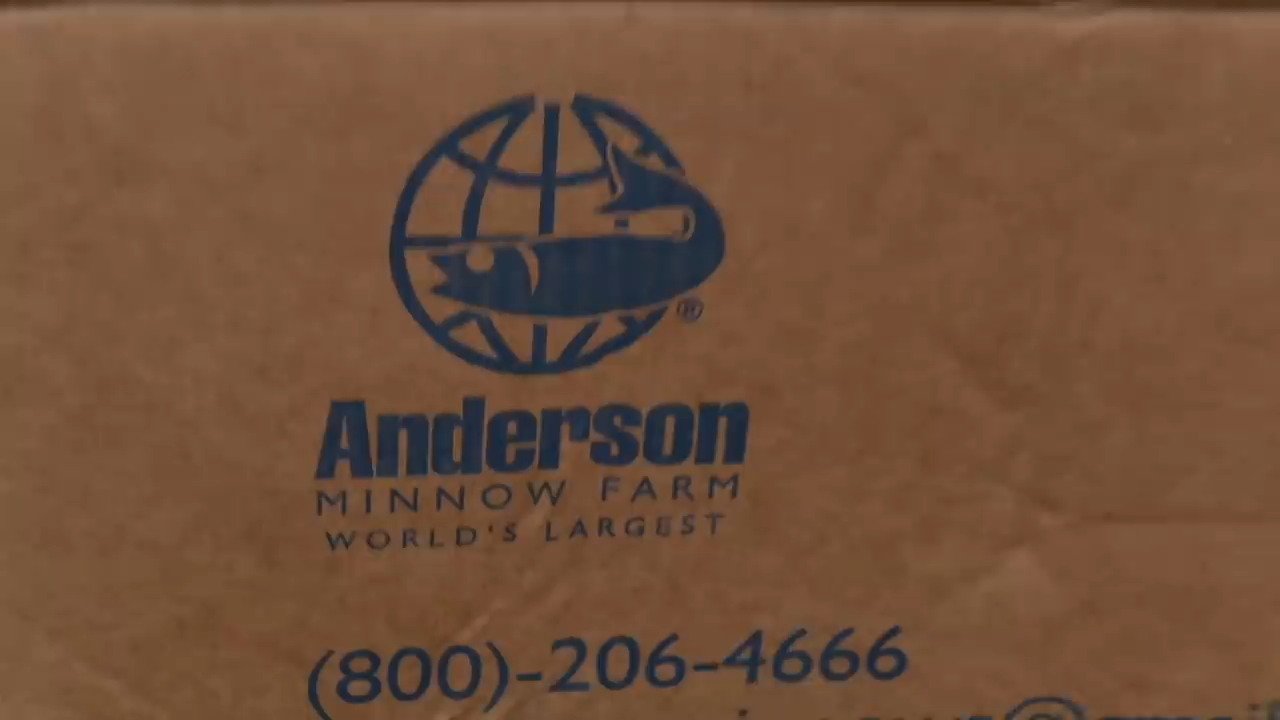 ®
Anderson
MINNOW FARM
WORLD'S LARGEST
(800)-206-4666